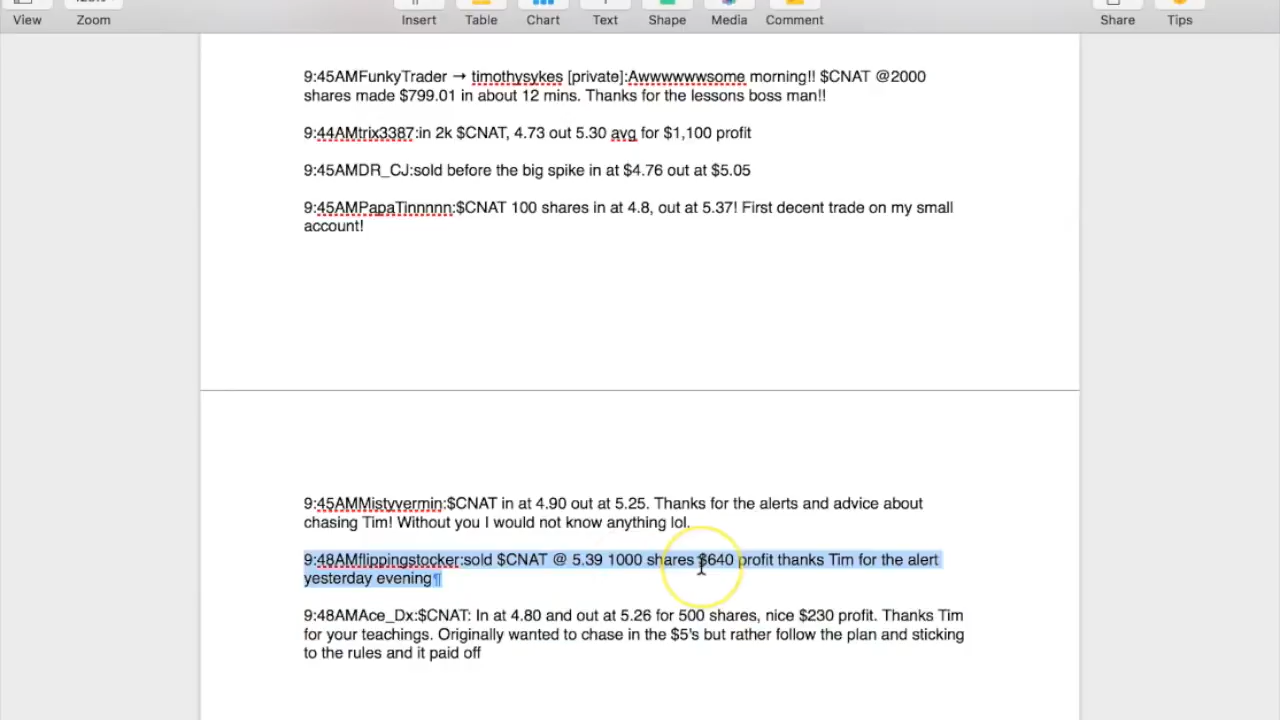 View
Zoom
Insert
Table
Chart
Text
Shape
Media
Comment
Share
Tips
9:45AMFunkyTrader → timothysykes [private]:Awwwwwwsome morning!! $CNAT @2000
shares made $799.01 in about 12 mins. Thanks for the lessons boss man!!
9:44AMtrix3387:in 2k $CNAT, 4.73 out 5.30 avg for $1,100 profit
9:45AMDR_CJ:sold before the big spike in at $4.76 out at $5.05
9:45AMPapaTinnnnn:$CNAT 100 shares in at 4.8, out at 5.37! First decent trade on my small
account!
9:45AMMistyvermin:$CNAT in at 4.90 out at 5.25. Thanks for the alerts and advice about
chasing Tim! Without you I would not know anything lol.
9:48AMflippingstocker:sold $CNAT @ 5.39 1000 shares $640 profit thanks Tim for the alert
yesterday evening¶
9:48AMAce_Dx:$CNAT: In at 4.80 and out at 5.26 for 500 shares, nice $230 profit. Thanks Tim
for your teachings. Originally wanted to chase in the $5's but rather follow the plan and sticking
to the rules and it paid off